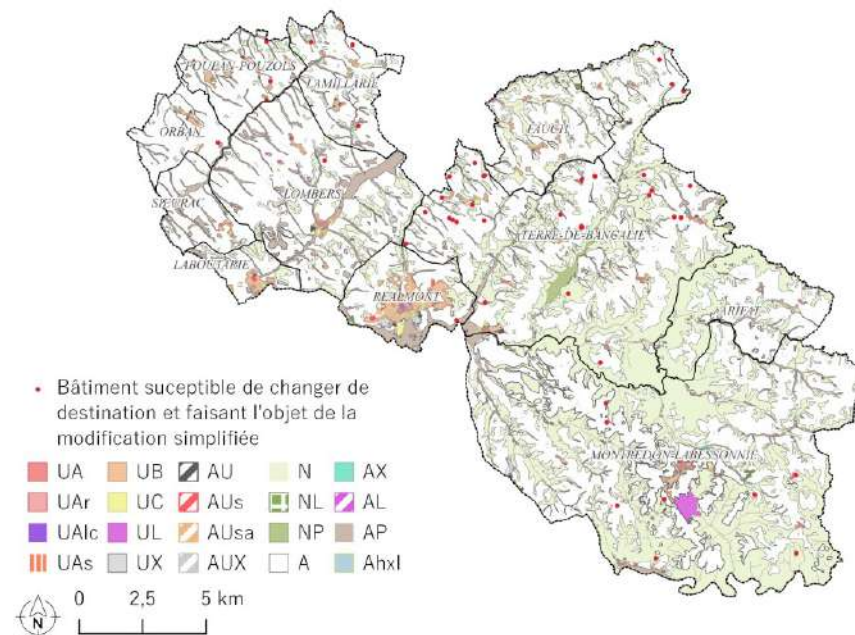 POULAN-POUZOLS
LAMILLARIE
ORBAN
FAUCH
SIEURAC
LOMBERS
TERRE-DE-BANCALIE
LABOUTARIE
REALMONT
ARIFAT
MONTREDON-LABESSONNIE
Bâtiment suceptible de changer de
destination et faisant l'objet de la
modification simplifiée
UA UB AU N AX
UAr UC AUs NL AL
UAlc UL AUsa NP AP
UAs UX AUX A Ahxl
N 0 2,5 5 km